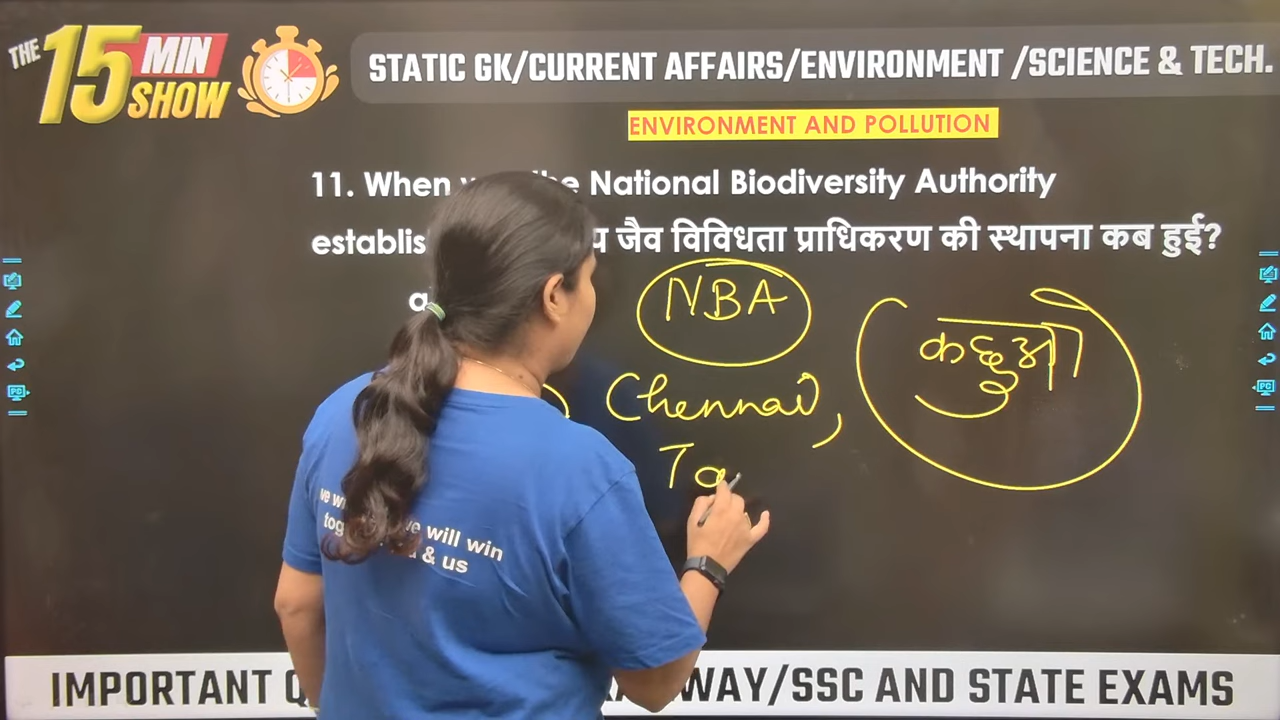 THE 15 MIN SHOW
STATIC GK/CURRENT AFFAIRS/ENVIRONMENT /SCIENCE & TECH.
ENVIRONMENT AND POLLUTION
11. When the National Biodiversity Authority
establis जैव विविधता प्राधिकरण की स्थापना कब हुई?
a
NBA
कछुओ
Chennai,
Ta
we will win
& us
IMPORTANT WAY/SSC AND STATE EXAMS